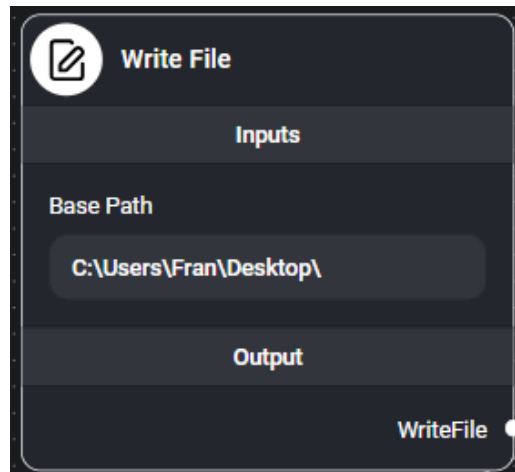 Write File
Inputs
Base Path
C:\Users\Fran\Desktop\
Output
WriteFile